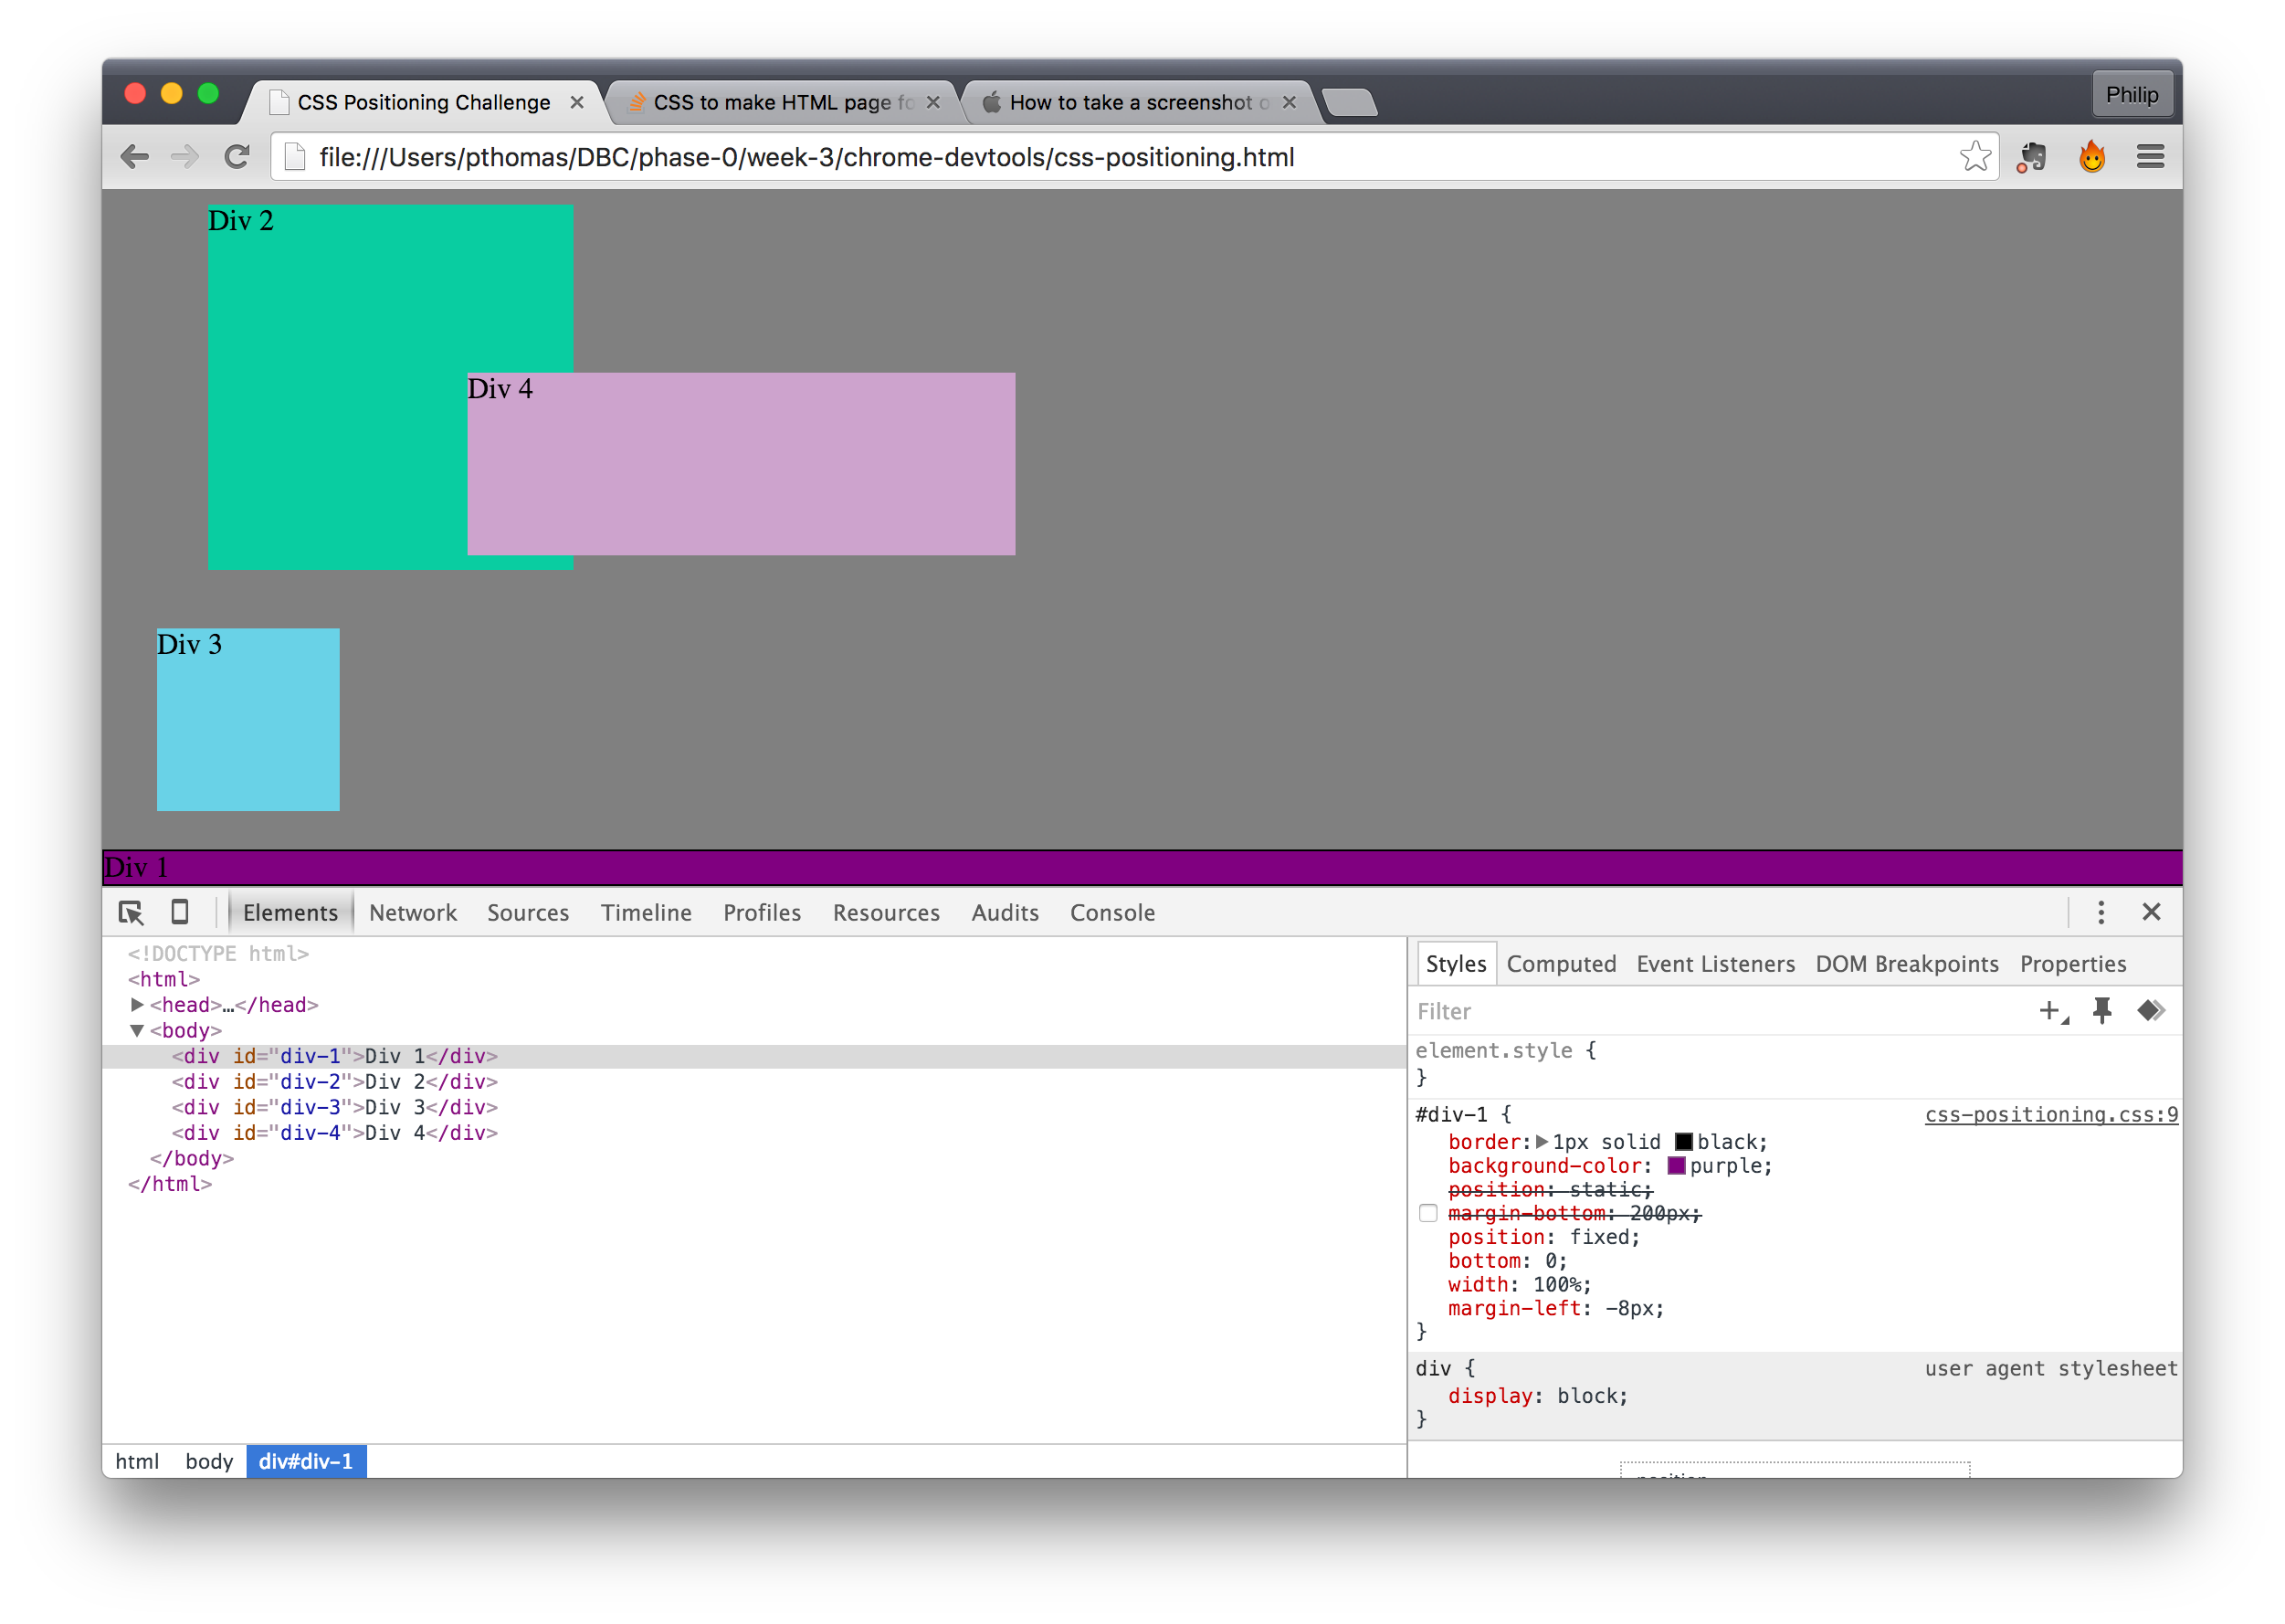 CSS Positioning Challenge
CSS to make HTML page fo
How to take a screenshot o
Philip
file:///Users/pthomas/DBC/phase-0/week-3/chrome-devtools/css-positioning.html
Div 2
Div 4
Div 3
Div 1
Elements Network Sources Timeline Profiles Resources Audits Console
<!DOCTYPE html>
<html>
<head>…</head>
<body>
<div id="div-1">Div 1</div>
<div id="div-2">Div 2</div>
<div id="div-3">Div 3</div>
<div id="div-4">Div 4</div>
</body>
</html>
html body div#div-1
Styles Computed Event Listeners DOM Breakpoints Properties
Filter
element.style {
}
#div-1 { css-positioning.css:9
border: 1px solid black;
background-color: purple;
position: static;
margin-bottom: 200px;
position: fixed;
bottom: 0;
width: 100%;
margin-left: -8px;
}
div { user agent stylesheet
display: block;
}